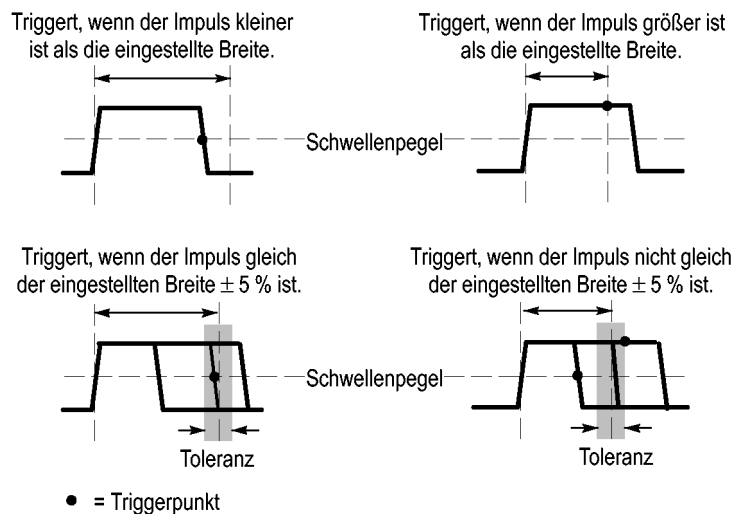 Triggert, wenn der Impuls kleiner
ist als die eingestellte Breite.
Triggert, wenn der Impuls größer ist
als die eingestellte Breite.
Schwellenpegel
Triggert, wenn der Impuls gleich
der eingestellten Breite ± 5 % ist.
Triggert, wenn der Impuls nicht gleich
der eingestellten Breite ± 5 % ist.
Schwellenpegel
Toleranz
Toleranz
● = Triggerpunkt